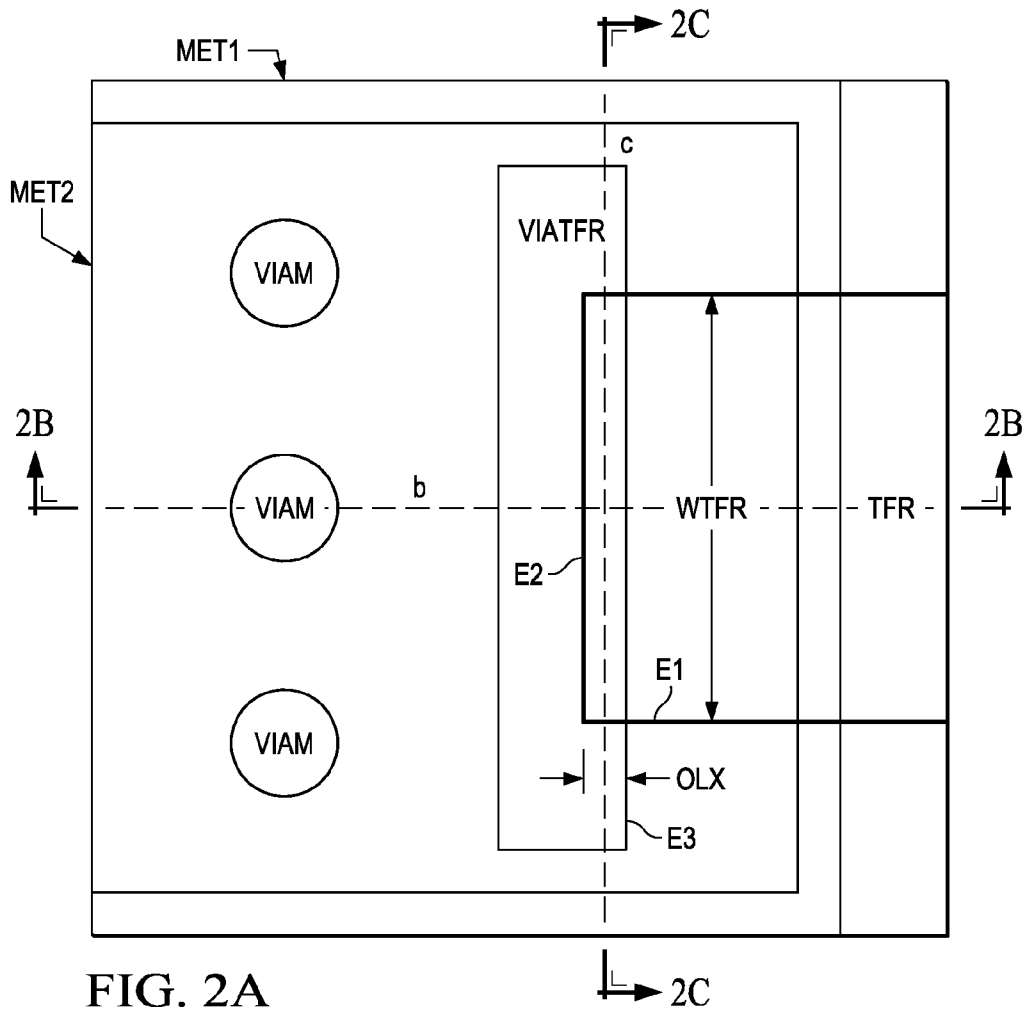 2C
MET1
c
MET2
VIATFR
VIAM
2B
2B
b
VIAM
WTFR
TFR
E2
E1
VIAM
OLX
E3
FIG. 2A
2C